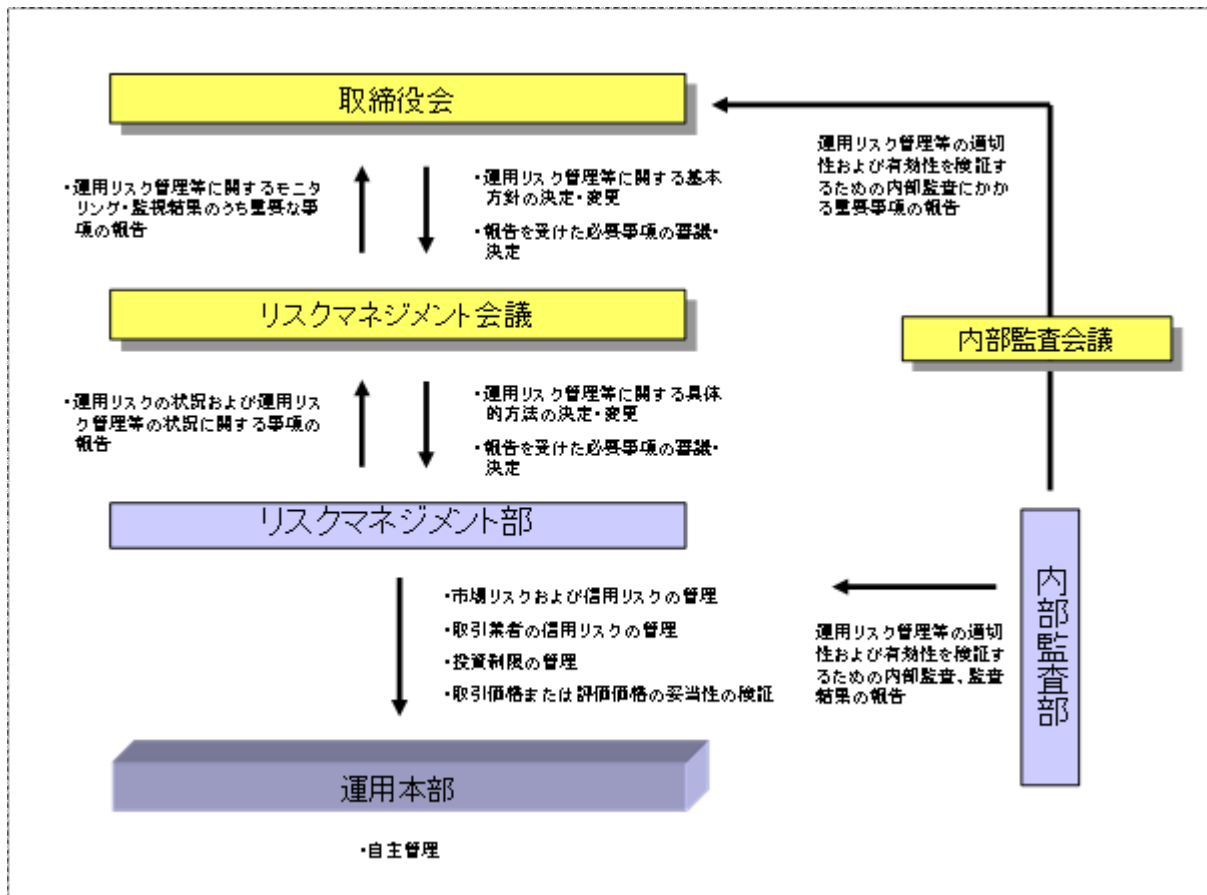 取締役会
運用リスク管理等の適切
性および有効性を検証す
るための内部監査にかか
る重要事項の報告
・運用リスク管理等に関するモニタ
リング・監視結果のうち重要な事
項の報告
・運用リスク管理等に関する基本
方針の決定・変更
・報告を受けた必要事項の審議・
決定
リスクマネジメント会議
内部監査会議
・運用リスクの状況および運用リス
ク管理等の状況に関する事項の
報告
・運用リスク管理等に関する具体
的方法の決定・変更
・報告を受けた必要事項の審議・
決定
リスクマネジメント部
内部監査部
・市場リスクおよび信用リスクの管理
・取引業者の信用リスクの管理
・投資制限の管理
・取引価格または評価価格の妥当性の検証
運用リスク管理等の適切
性および有効性を検証す
るための内部監査、監査
結果の報告
運用本部
・自主管理